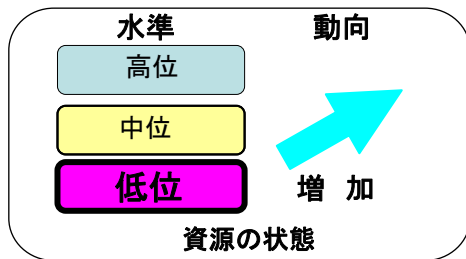 水準 動向
高位
中位
低位
増 加
資源の状態